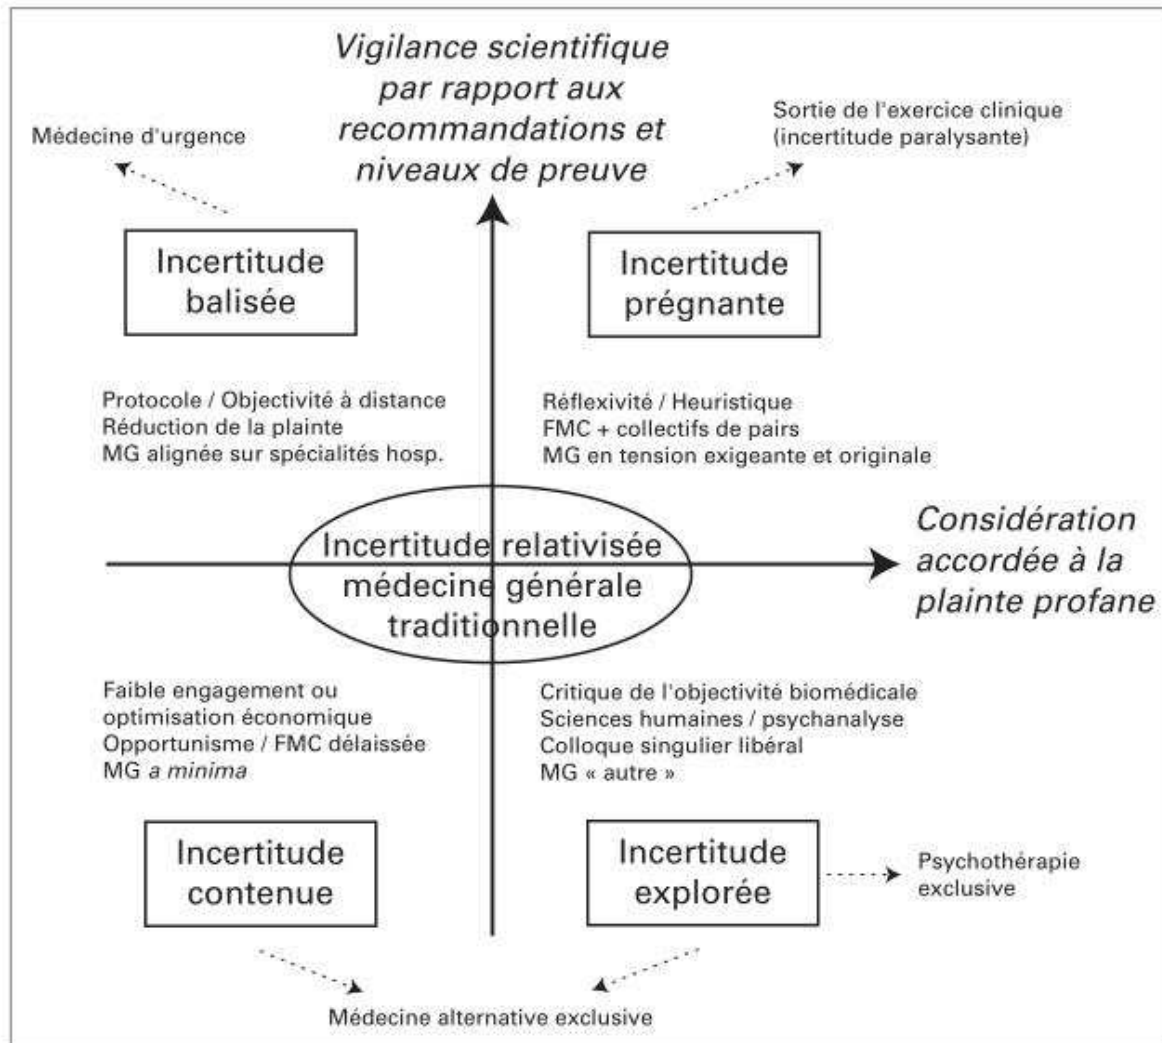 Vigilance scientifique
par rapport aux
recommandations et
niveaux de preuve
Médecine d'urgence
Sortie de l'exercice clinique
(incertitude paralysante)
Incertitude
balisée
Incertitude
prégnante
Protocole / Objectivité à distance
Réduction de la plainte
MG alignée sur spécialités hosp.
Réflexivité / Heuristique
FMC + collectifs de pairs
MG en tension exigeante et originale
Incertitude relativisée
médecine générale
traditionnelle
Considération
accordée à la
plainte profane
Faible engagement ou
optimisation économique
Opportunisme / FMC délaissée
MG a minima
Critique de l'objectivité biomédicale
Sciences humaines / psychanalyse
Colloque singulier libéral
MG « autre »
Incertitude
contenue
Incertitude
explorée
Psychothérapie
exclusive
Médecine alternative exclusive